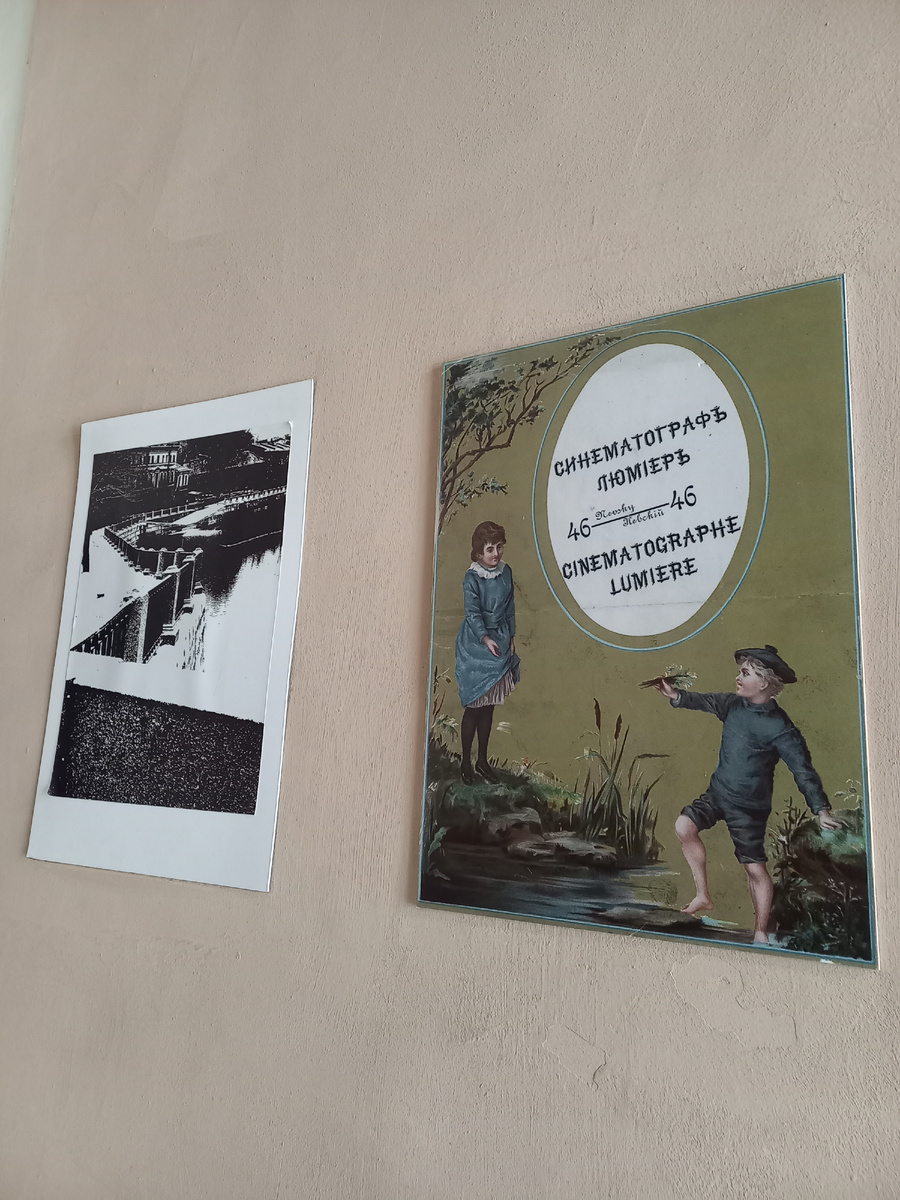 СИНЕМАТОГРАФЪ
ЛЮМІЕРЪ
46 Nevsky Невскій 46
CINEMATOGRAPHE
LUMIERE